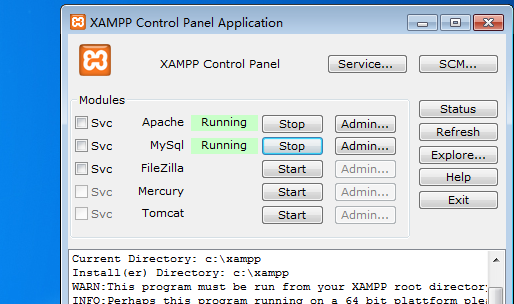 XAMPP Control Panel Application
XAMPP Control Panel
Service...
SCM...
Modules
Svc Apache Running Stop Admin...
Svc MySql Running Stop Admin...
Svc FileZilla Start Admin...
Svc Mercury Start Admin...
Svc Tomcat Start Admin...
Status
Refresh
Explore...
Help
Exit
Current Directory: c:\xampp
Install(er) Directory: c:\xampp
WARN:This program must be run from your XAMPP root director
INFO:Perhaps this program running on a 64 bit plattform ple